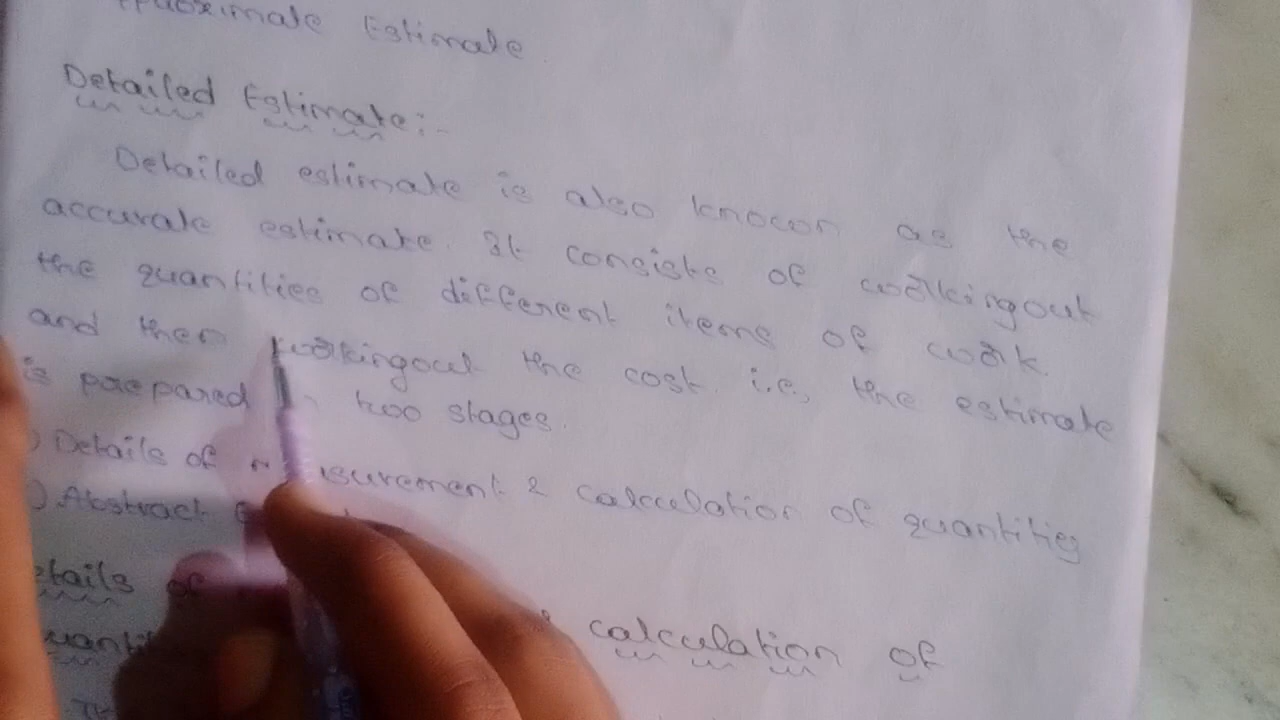 Estimate
Detailed Estimate:-
Detailed estimate is also known as the
accurate estimate. It consists of workingout
the quantities of different items of work.
and then workingout the cost. i.e., the estimate
is prepared two stages.
) Details of & calculation of quantities
) Abstract
of calculation of